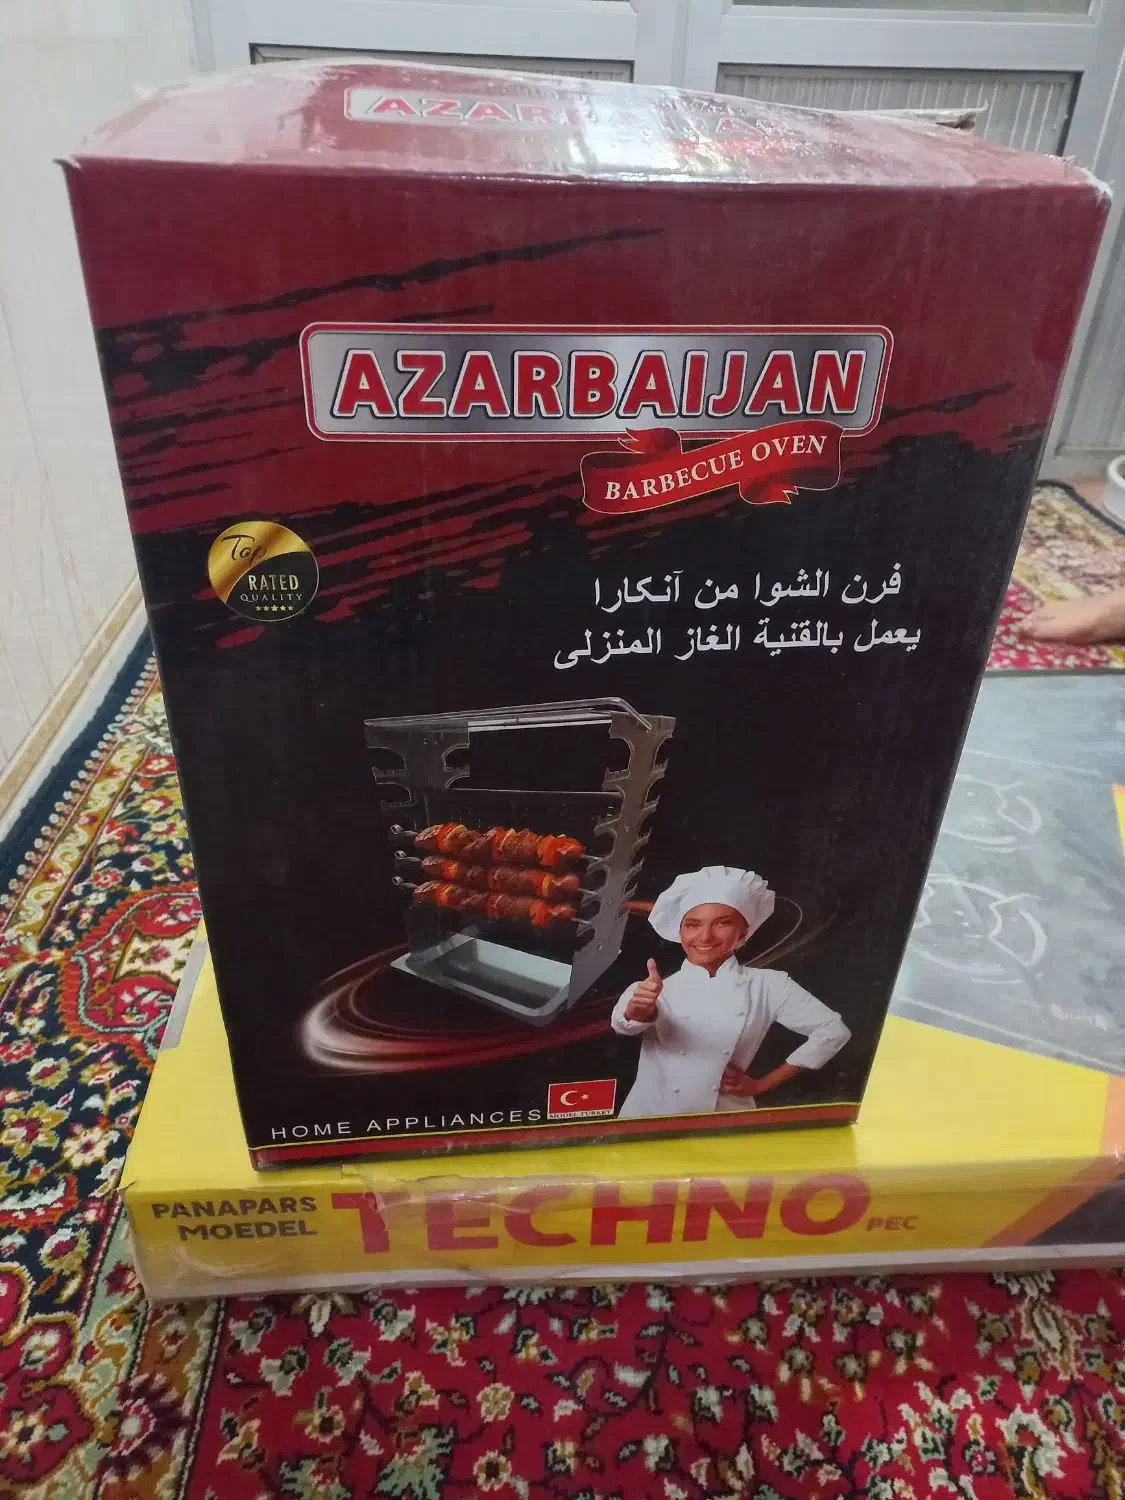 AZARBAIJAN
AZARBAIJAN
BARBECUE OVEN
Top
RATED
QUALITY
فرن الشوا من آنكارا
يعمل بالقنية الغاز المنزلى
HOME APPLIANCES
MODEL TURKEY
PANAPARS
MOEDEL
TECHNO
PEC